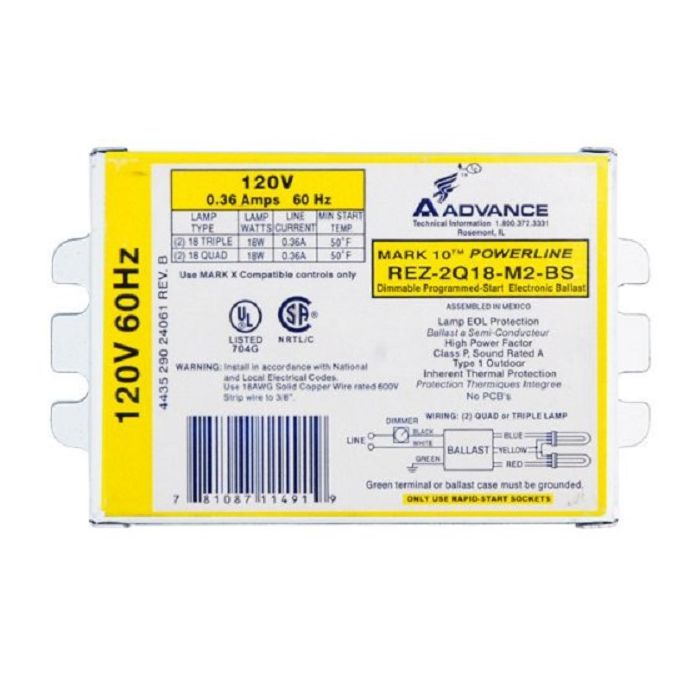 120V 60Hz
4435 290 24061 REV. B
120V
0.36 Amps 60 Hz
LAMP TYPE LAMP WATTS LINE CURRENT MIN START TEMP
(2) 18 TRIPLE 18W 0.36A 50°F
(2) 18 QUAD 18W 0.36A 50°F
Use MARK X Compatible controls only
UL
LISTED
704G
SA
NRTL/C
WARNING: Install in accordance with National
and Local Electrical Codes.
Use 18AWG Solid Copper Wire rated 600V
Strip wire to 3/8".
7 81087 11491 9
ADVANCE
Technical Information 1.800.372.3331
Rosemont, IL
MARK 10™ POWERLINE
REZ-2Q18-M2-BS
Dimmable Programmed-Start Electronic Ballast
ASSEMBLED IN MEXICO
Lamp EOL Protection
Ballast a Semi-Conducteur
High Power Factor
Class P, Sound Rated A
Type 1 Outdoor
Inherent Thermal Protection
Protection Thermiques Integree
No PCB's
WIRING: (2) QUAD or TRIPLE LAMP
DIMMER
LINE BLACK
WHITE
GREEN
BALLAST
BLUE
YELLOW
RED
Green terminal or ballast case must be grounded.
ONLY USE RAPID-START SOCKETS